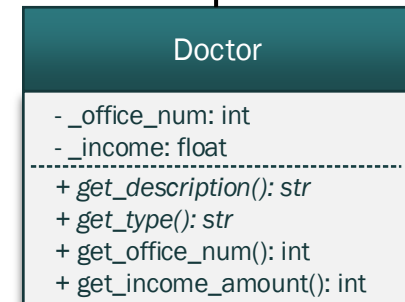 Doctor
- _office_num: int
- _income: float
+ get_description(): str
+ get_type(): str
+ get_office_num(): int
+ get_income_amount(): int